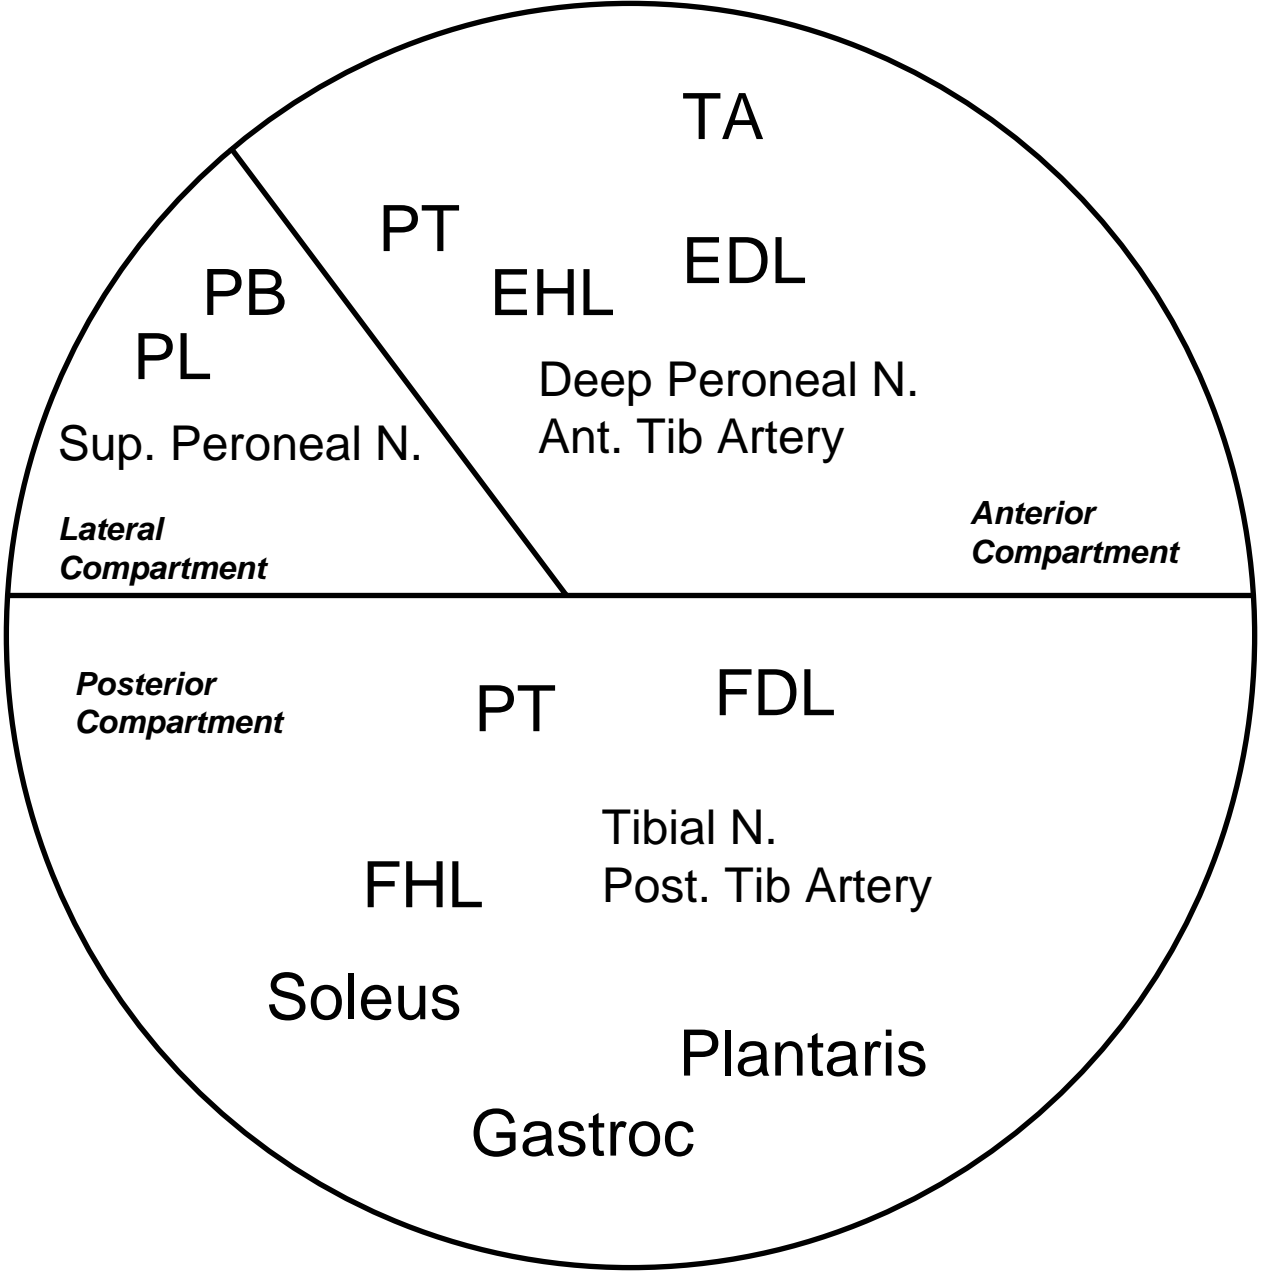 TA
PT
EDL
EHL
PB
PL
Deep Peroneal N.
Ant. Tib Artery
Sup. Peroneal N.
Anterior
Compartment
Lateral
Compartment
Posterior
Compartment
PT
FDL
Tibial N.
Post. Tib Artery
FHL
Soleus
Plantaris
Gastroc